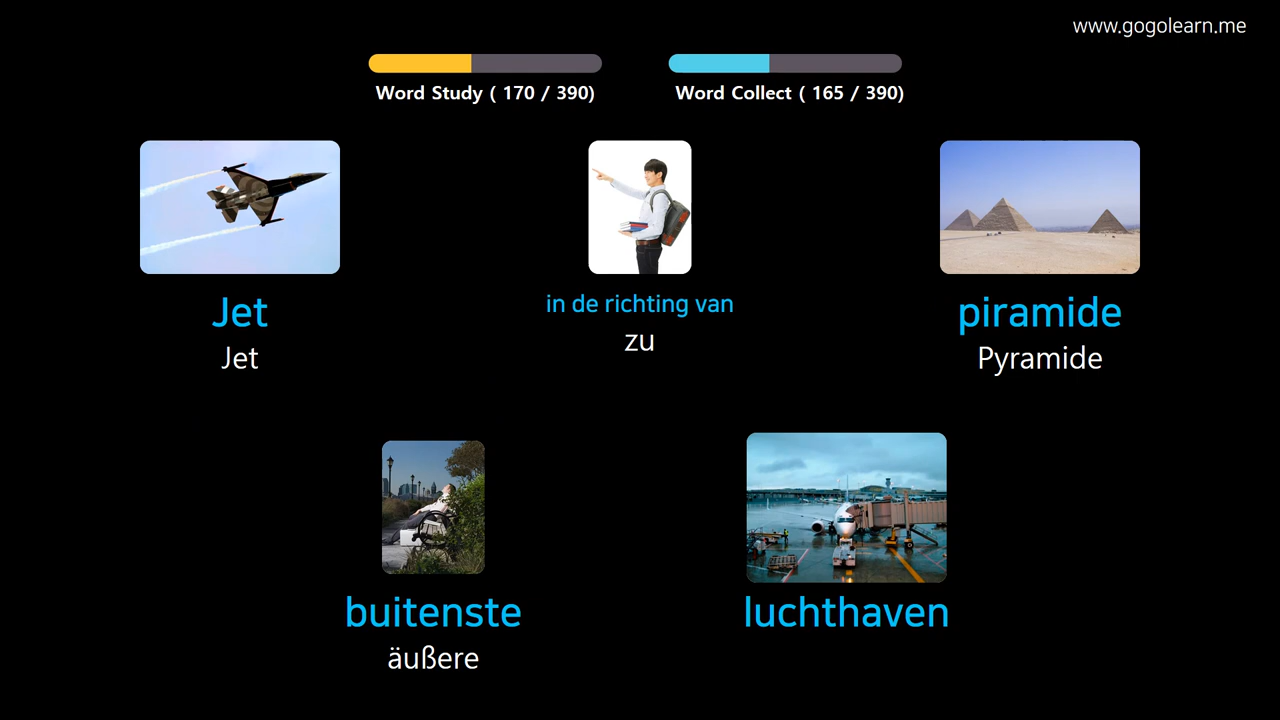 www.gogolearn.me
Word Study ( 170 / 390)
Word Collect ( 165 / 390)
Jet
Jet
in de richting van
zu
piramide
Pyramide
buitenste
äußere
luchthaven